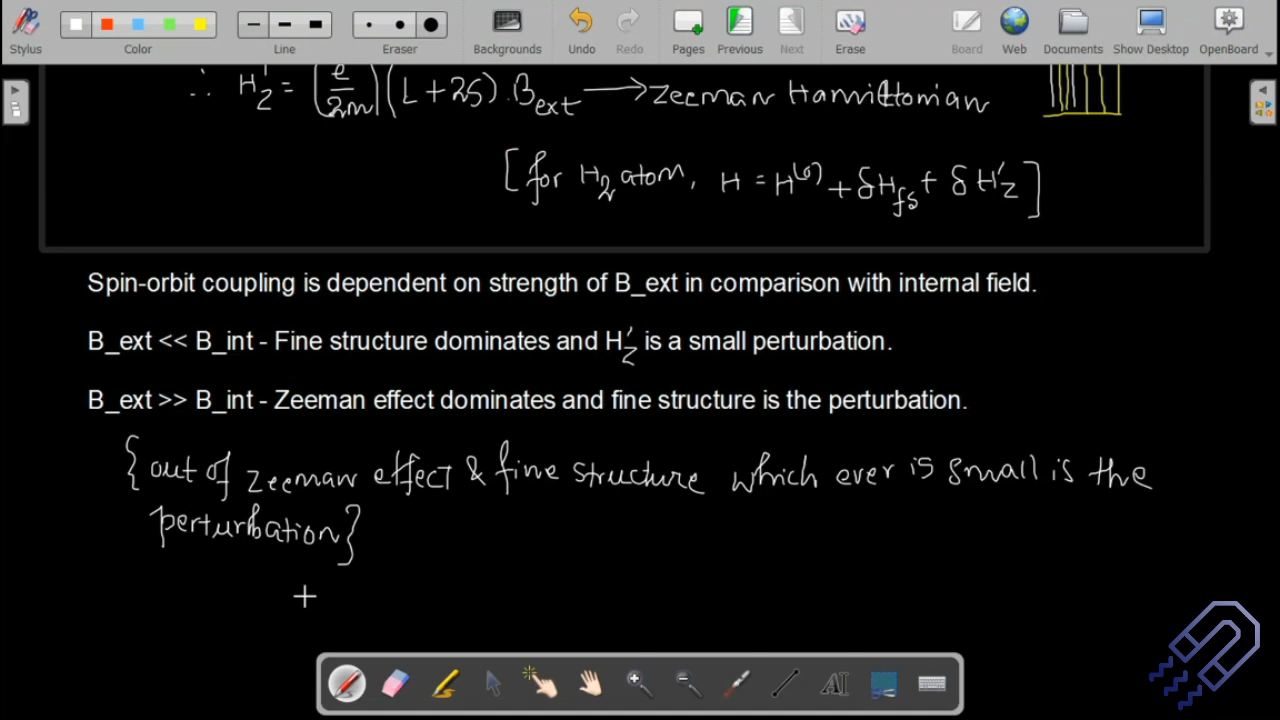 Stylus Color Line Eraser Backgrounds Undo Redo Pages Previous Next Erase Board Web Documents Show Desktop OpenBoard
∴ H'z = (e/2m)(L+2S).B_ext ⟶ zeeman Hamiltonian
[for H2 atom, H = H^(0) + δH_fs + δH'z]
Spin-orbit coupling is dependent on strength of B_ext in comparison with internal field.
B_ext << B_int - Fine structure dominates and H'z is a small perturbation.
B_ext >> B_int - Zeeman effect dominates and fine structure is the perturbation.
{out of zeeman effect & fine structure which ever is small is the
perturbation}